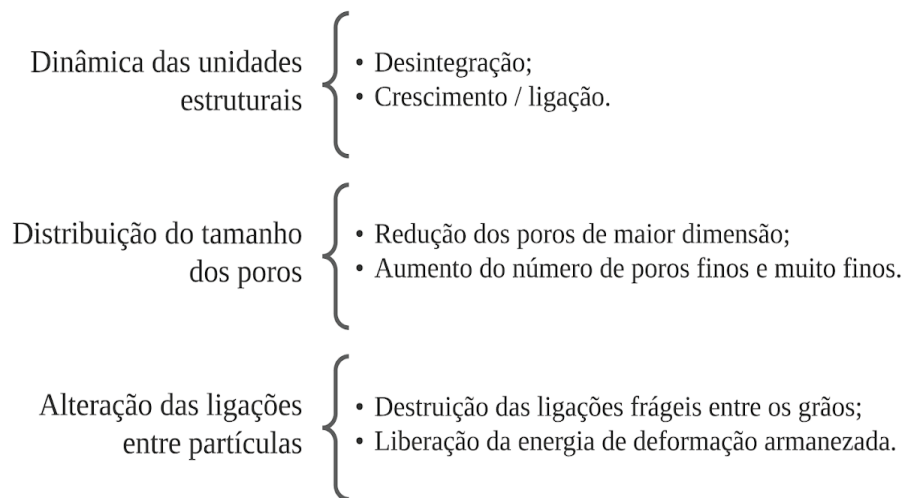 Dinâmica das unidades
estruturais
• Desintegração;
• Crescimento / ligação.
Distribuição do tamanho
dos poros
• Redução dos poros de maior dimensão;
• Aumento do número de poros finos e muito finos.
Alteração das ligações
entre partículas
• Destruição das ligações frágeis entre os grãos;
• Liberação da energia de deformação armanezada.